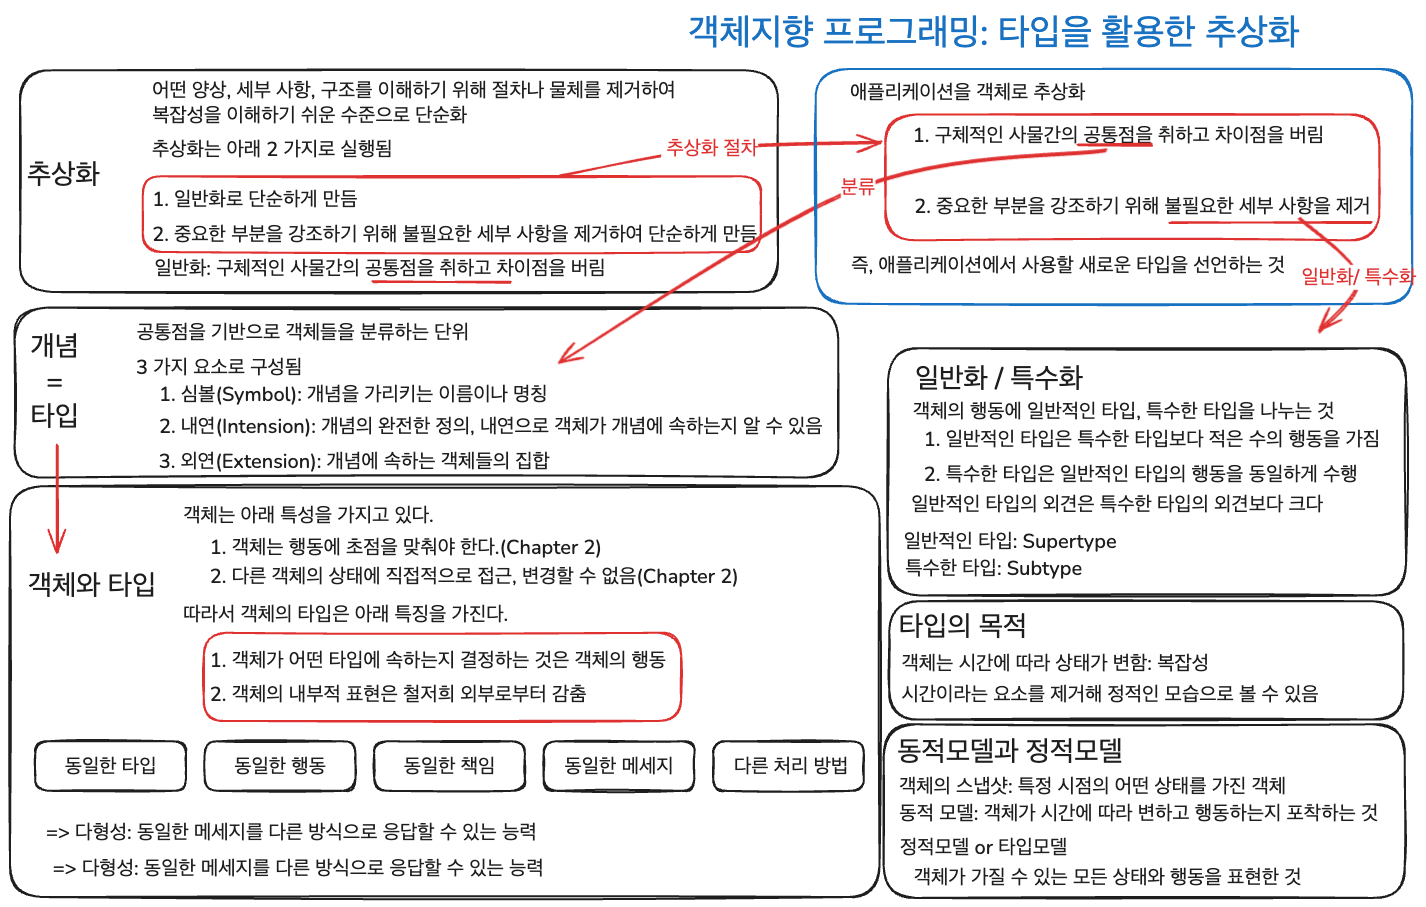 객체지향 프로그래밍: 타입을 활용한 추상화
추상화
어떤 양상, 세부 사항, 구조를 이해하기 위해 절차나 물체를 제거하여
복잡성을 이해하기 쉬운 수준으로 단순화
추상화는 아래 2 가지로 실행됨
1. 일반화로 단순하게 만듬
2. 중요한 부분을 강조하기 위해 불필요한 세부 사항을 제거하여 단순하게 만듬
일반화: 구체적인 사물간의 공통점을 취하고 차이점을 버림
추상화 절차
애플리케이션을 객체로 추상화
1. 구체적인 사물간의 공통점을 취하고 차이점을 버림
2. 중요한 부분을 강조하기 위해 불필요한 세부 사항을 제거
즉, 애플리케이션에서 사용할 새로운 타입을 선언하는 것
분류
일반화/ 특수화
개념
=
타입
공통점을 기반으로 객체들을 분류하는 단위
3 가지 요소로 구성됨
1. 심볼(Symbol): 개념을 가리키는 이름이나 명칭
2. 내연(Intension): 개념의 완전한 정의, 내연으로 객체가 개념에 속하는지 알 수 있음
3. 외연(Extension): 개념에 속하는 객체들의 집합
객체와 타입
객체는 아래 특성을 가지고 있다.
1. 객체는 행동에 초점을 맞춰야 한다.(Chapter 2)
2. 다른 객체의 상태에 직접적으로 접근, 변경할 수 없음(Chapter 2)
따라서 객체의 타입은 아래 특징을 가진다.
1. 객체가 어떤 타입에 속하는지 결정하는 것은 객체의 행동
2. 객체의 내부적 표현은 철저희 외부로부터 감춤
동일한 타입
동일한 행동
동일한 책임
동일한 메세지
다른 처리 방법
=> 다형성: 동일한 메세지를 다른 방식으로 응답할 수 있는 능력
=> 다형성: 동일한 메세지를 다른 방식으로 응답할 수 있는 능력
일반화 / 특수화
객체의 행동에 일반적인 타입, 특수한 타입을 나누는 것
1. 일반적인 타입은 특수한 타입보다 적은 수의 행동을 가짐
2. 특수한 타입은 일반적인 타입의 행동을 동일하게 수행
일반적인 타입의 외견은 특수한 타입의 외견보다 크다
일반적인 타입: Supertype
특수한 타입: Subtype
타입의 목적
객체는 시간에 따라 상태가 변함: 복잡성
시간이라는 요소를 제거해 정적인 모습으로 볼 수 있음
동적모델과 정적모델
객체의 스냅샷: 특정 시점의 어떤 상태를 가진 객체
동적 모델: 객체가 시간에 따라 변하고 행동하는지 포착하는 것
정적모델 or 타입모델
객체가 가질 수 있는 모든 상태와 행동을 표현한 것